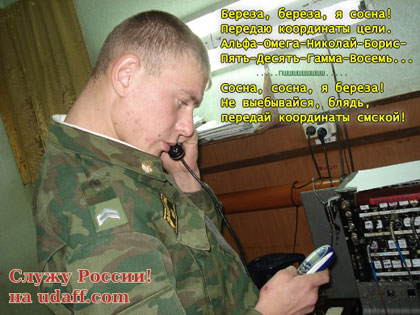 Береза, береза, я сосна!
Передаю координаты цели.
Альфа-Омега-Николай-Борис-
Пять-Десять-Гамма-Восемь...
Сосна, сосна, я береза!
Не выебывайся, блядь,
передай координаты смской!
Служу России!
на udaff.com